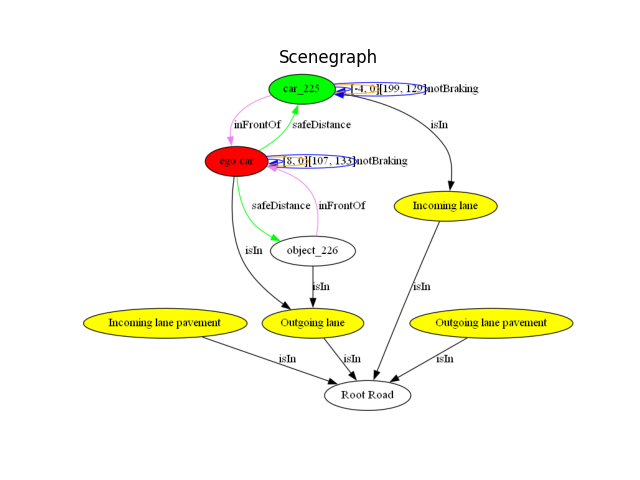 Scenegraph
car_225
[-4, 0]
[199, 129]
notBraking
inFrontOf
safeDistance
isIn
ego car
[8, 0]
[107, 133]
notBraking
Incoming lane
safeDistance
inFrontOf
isIn
object_226
isIn
isIn
Incoming lane pavement
Outgoing lane
Outgoing lane pavement
isIn
isIn
isIn
Root Road